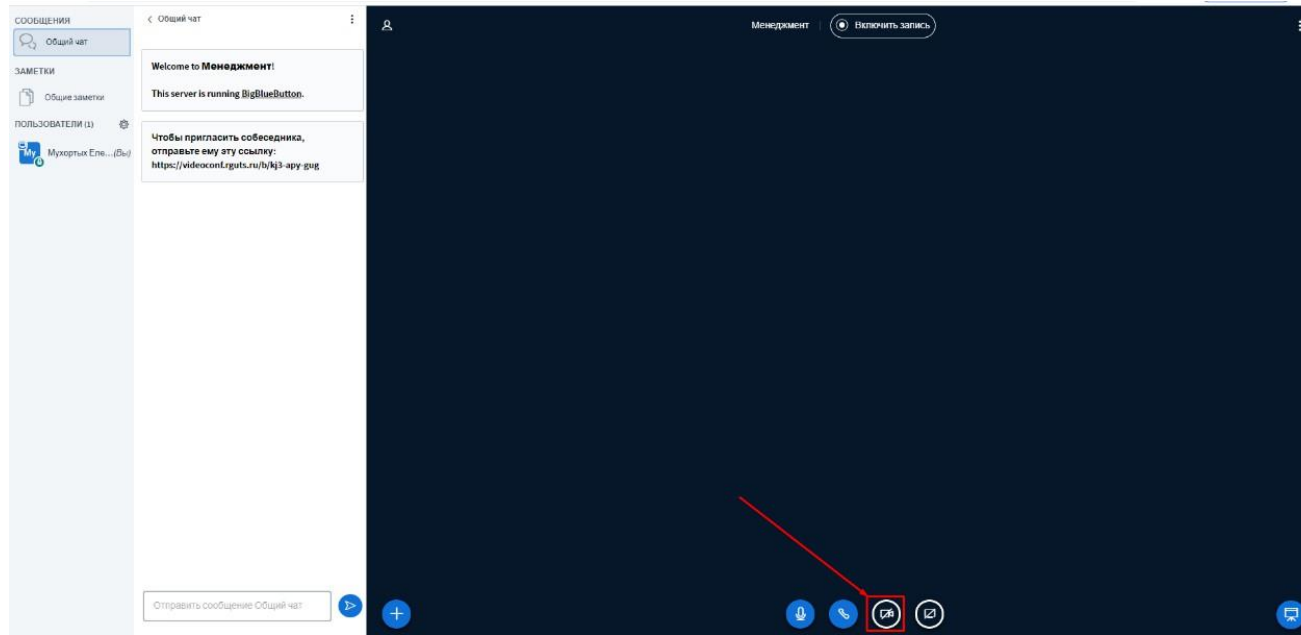 СООБЩЕНИЯ
Общий чат
ЗАМЕТКИ
Общие заметки
ПОЛЬЗОВАТЕЛИ (1)
Му
Мухортых Еле...(Вы)
Общий чат
Welcome to Менеджмент!
This server is running BigBlueButton.
Чтобы пригласить собеседника,
отправьте ему эту ссылку:
https://videoconf.rguts.ru/b/kj3-apy-gug
Отправить сообщение Общий чат
Менеджмент
Включить запись